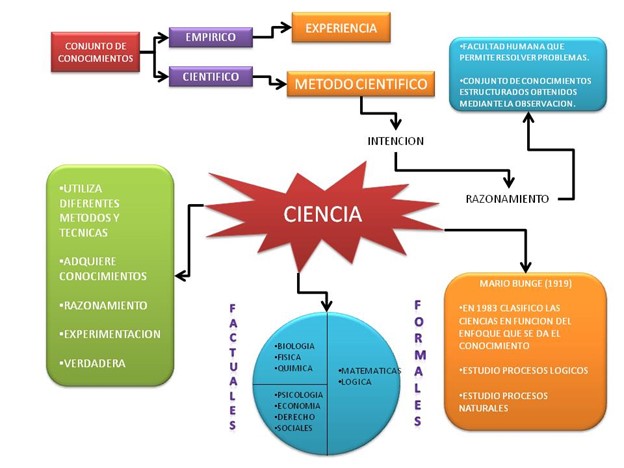 CONJUNTO DE
CONOCIMIENTOS
EMPIRICO
EXPERIENCIA
CIENTIFICO
METODO CIENTIFICO
INTENCION
RAZONAMIENTO
•FACULTAD HUMANA QUE
PERMITE RESOLVER PROBLEMAS.
•CONJUNTO DE CONOCIMIENTOS
ESTRUCTURADOS OBTENIDOS
MEDIANTE LA OBSERVACION.
CIENCIA
•UTILIZA
DIFERENTES
METODOS Y
TECNICAS
•ADQUIERE
CONOCIMIENTOS
•RAZONAMIENTO
•EXPERIMENTACION
•VERDADERA
FACTUALES
•BIOLOGIA
•FISICA
•QUIMICA
•PSICOLOGIA
•ECONOMIA
•DERECHO
•SOCIALES
•MATEMATICAS
•LOGICA
FORMALES
MARIO BUNGE (1919)
•EN 1983 CLASIFICO LAS
CIENCIAS EN FUNCION DEL
ENFOQUE QUE SE DA EL
CONOCIMIENTO
•ESTUDIO PROCESOS LOGICOS
•ESTUDIO PROCESOS
NATURALES